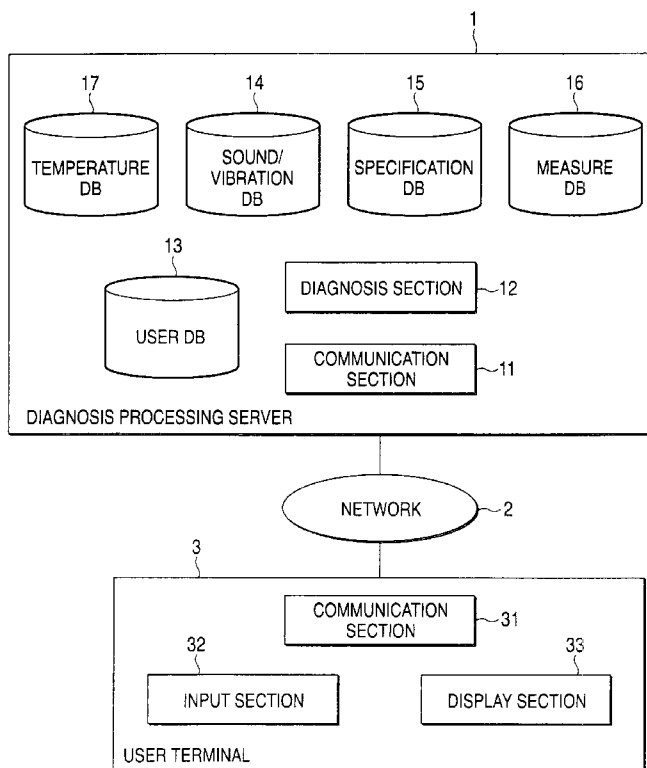 1
17
14
15
16
TEMPERATURE
DB
SOUND/
VIBRATION
DB
SPECIFICATION
DB
MEASURE
DB
13
USER DB
DIAGNOSIS SECTION
12
COMMUNICATION
SECTION
11
DIAGNOSIS PROCESSING SERVER
NETWORK
2
3
COMMUNICATION
SECTION
31
32
INPUT SECTION
33
DISPLAY SECTION
USER TERMINAL